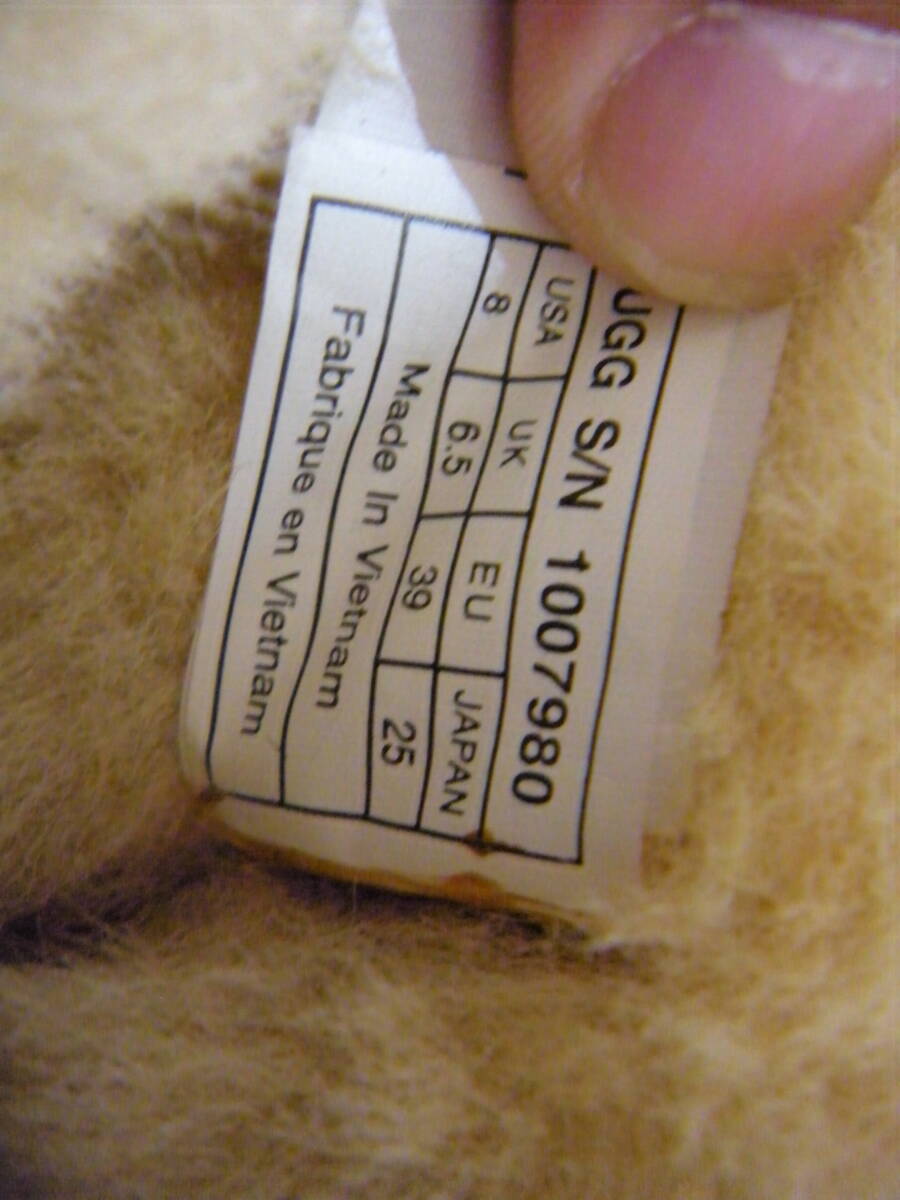 UGG S/N 1007980
USA UK EU JAPAN
8 6.5 39 25
Made In Vietnam
Fabrique en Vietnam